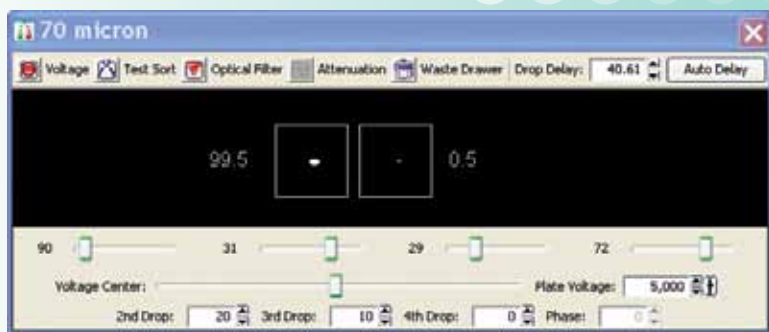 70 micron
Voltage Test Sort Optical Filter Attenuation Waste Drawer Drop Delay: 40.61 Auto Delay
99.5 0.5
90 31 29 72
Voltage Center: Plate Voltage: 5,000
2nd Drop: 20 3rd Drop: 10 4th Drop: 0 Phase: 0